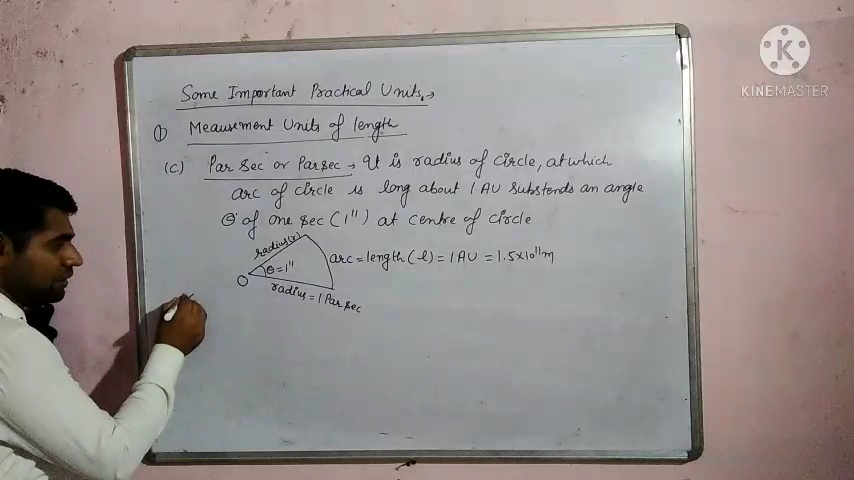 Some Important Practical Units,→
① Meausement Units of length
(c) Par Sec or Parsec → It is radius of circle, at which
arc of circle is long about 1 AU Substends an angle
θ of one sec (1") at centre of circle.
radius(r)
arc = length (l) = 1 AU = 1.5×10¹¹m
θ = 1"
O
radius = 1 Par sec
K
KINEMASTER